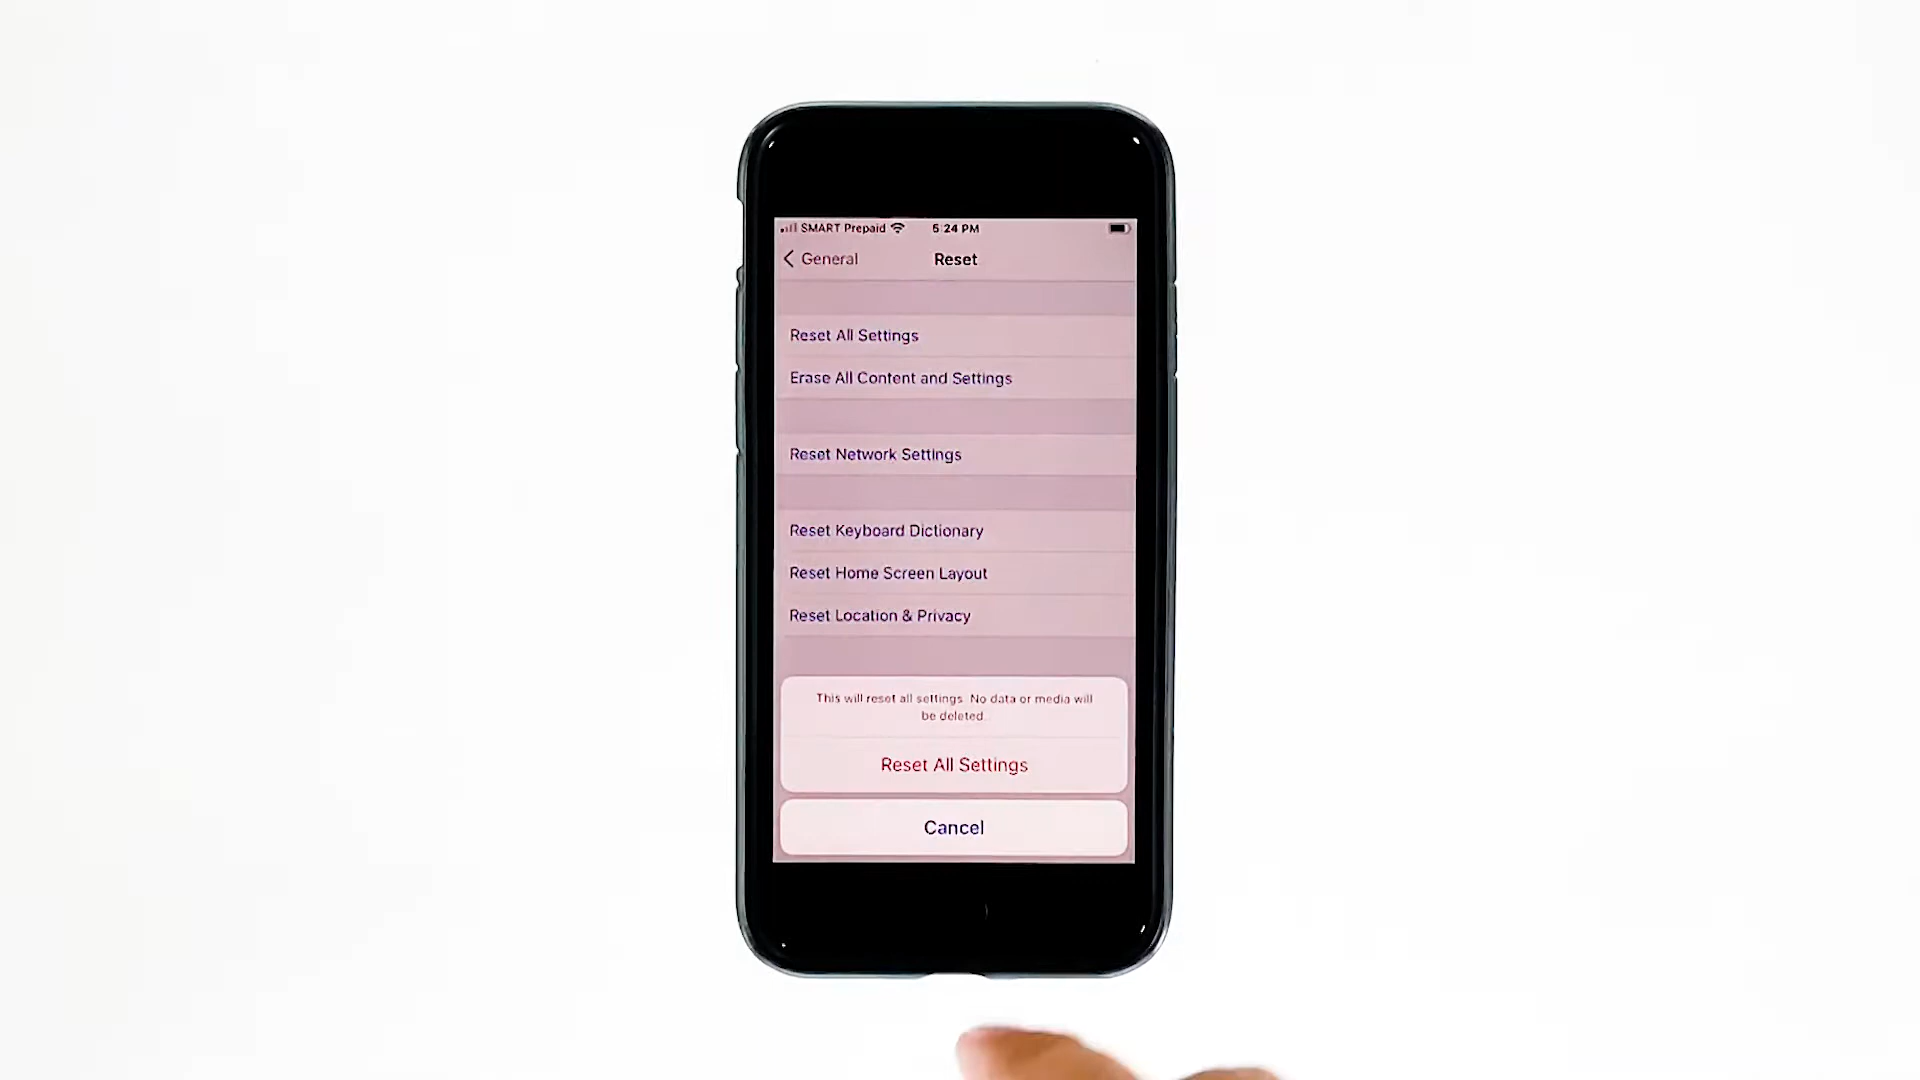 SMART Prepaid 5:24 PM
General Reset
Reset All Settings
Erase All Content and Settings
Reset Network Settings
Reset Keyboard Dictionary
Reset Home Screen Layout
Reset Location & Privacy
This will reset all settings. No data or media will
be deleted.
Reset All Settings
Cancel